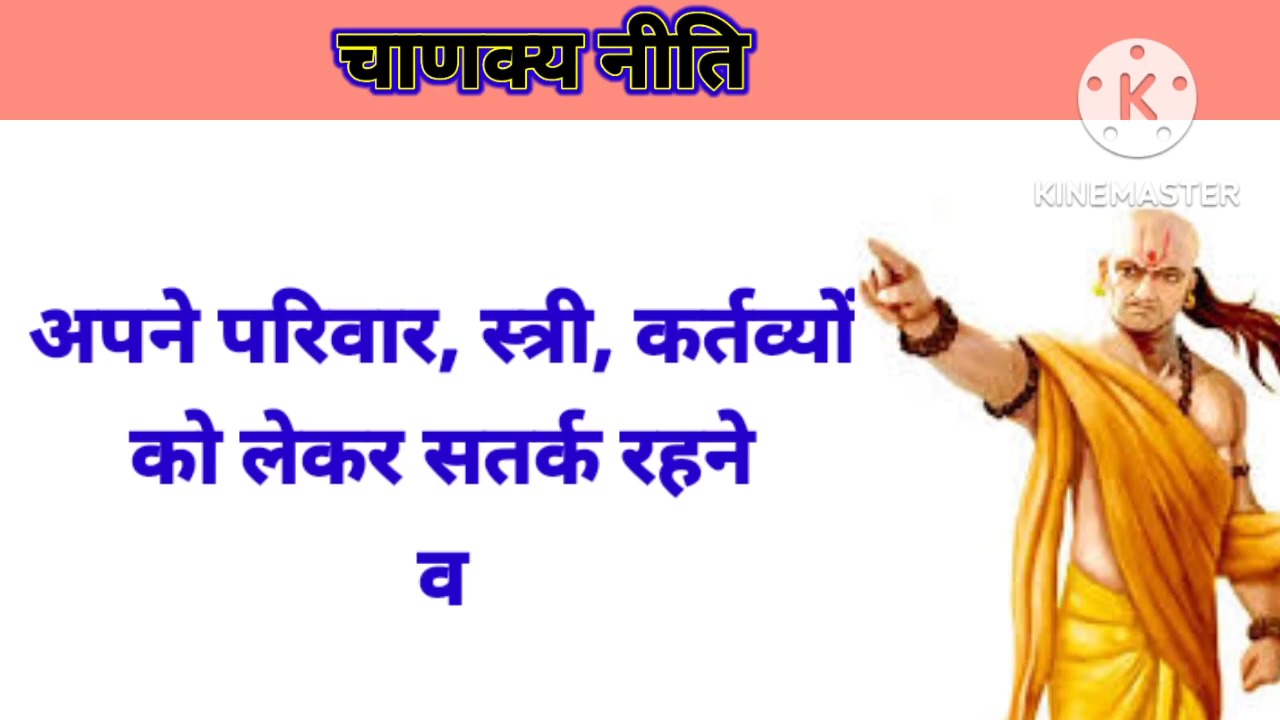 चाणक्य नीति
K
KINEMASTER
अपने परिवार, स्त्री, कर्तव्यों
को लेकर सतर्क रहने
व